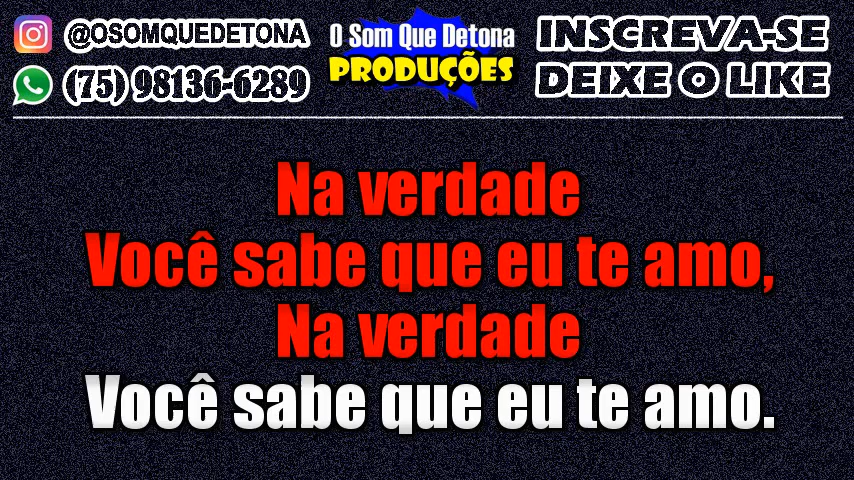 @OSOMQUEDETONA
(75) 98136-6289
O Som Que Detona
PRODUÇÕES
INSCREVA-SE
DEIXE O LIKE
Na verdade
Você sabe que eu te amo,
Na verdade
Você sabe que eu te amo.